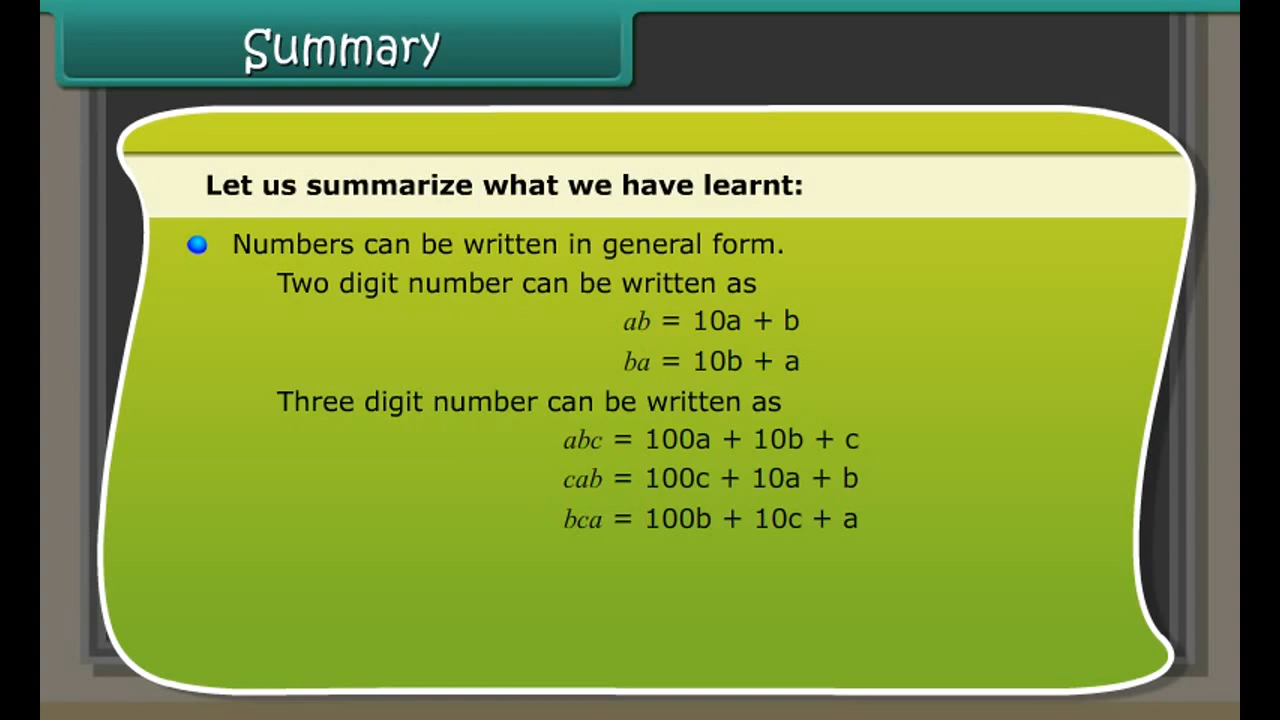 Summary
Let us summarize what we have learnt:
Numbers can be written in general form.
Two digit number can be written as
ab = 10a + b
ba = 10b + a
Three digit number can be written as
abc = 100a + 10b + c
cab = 100c + 10a + b
bca = 100b + 10c + a